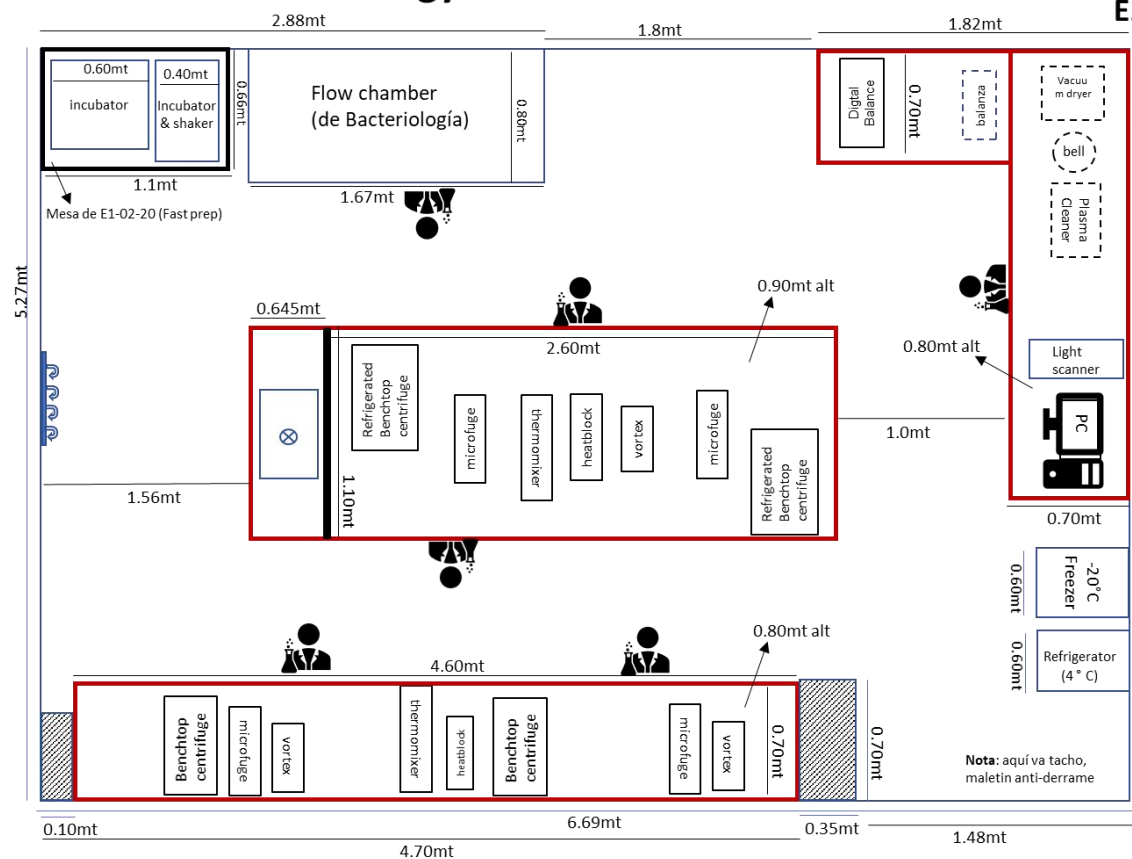 2.88mt
1.8mt
1.82mt
E
0.60mt
incubator
0.40mt
Incubator
& shaker
0.66mt
Flow chamber
(de Bacteriología)
0.80mt
Digtal
Balance
0.70mt
balanza
Vacuu
m dryer
bell
Plasma
Cleaner
1.1mt
1.67mt
Mesa de E1-02-20 (Fast prep)
5.27mt
0.645mt
0.90mt alt
2.60mt
0.80mt alt
Light
scanner
PC
Refrigerated
Benchtop
centrifuge
microfuge
thermomixer
heatblock
vortex
microfuge
Refrigerated
Benchtop
centrifuge
1.0mt
1.10mt
1.56mt
0.70mt
0.60mt
-20°C
Freezer
0.60mt
Refrigerator
(4° C)
4.60mt
0.80mt alt
Benchtop
centrifuge
microfuge
vortex
thermomixer
heatblock
Benchtop
centrifuge
microfuge
vortex
0.70mt
0.70mt
Nota: aquí va tacho,
maletin anti-derrame
0.10mt
6.69mt
0.35mt
1.48mt
4.70mt